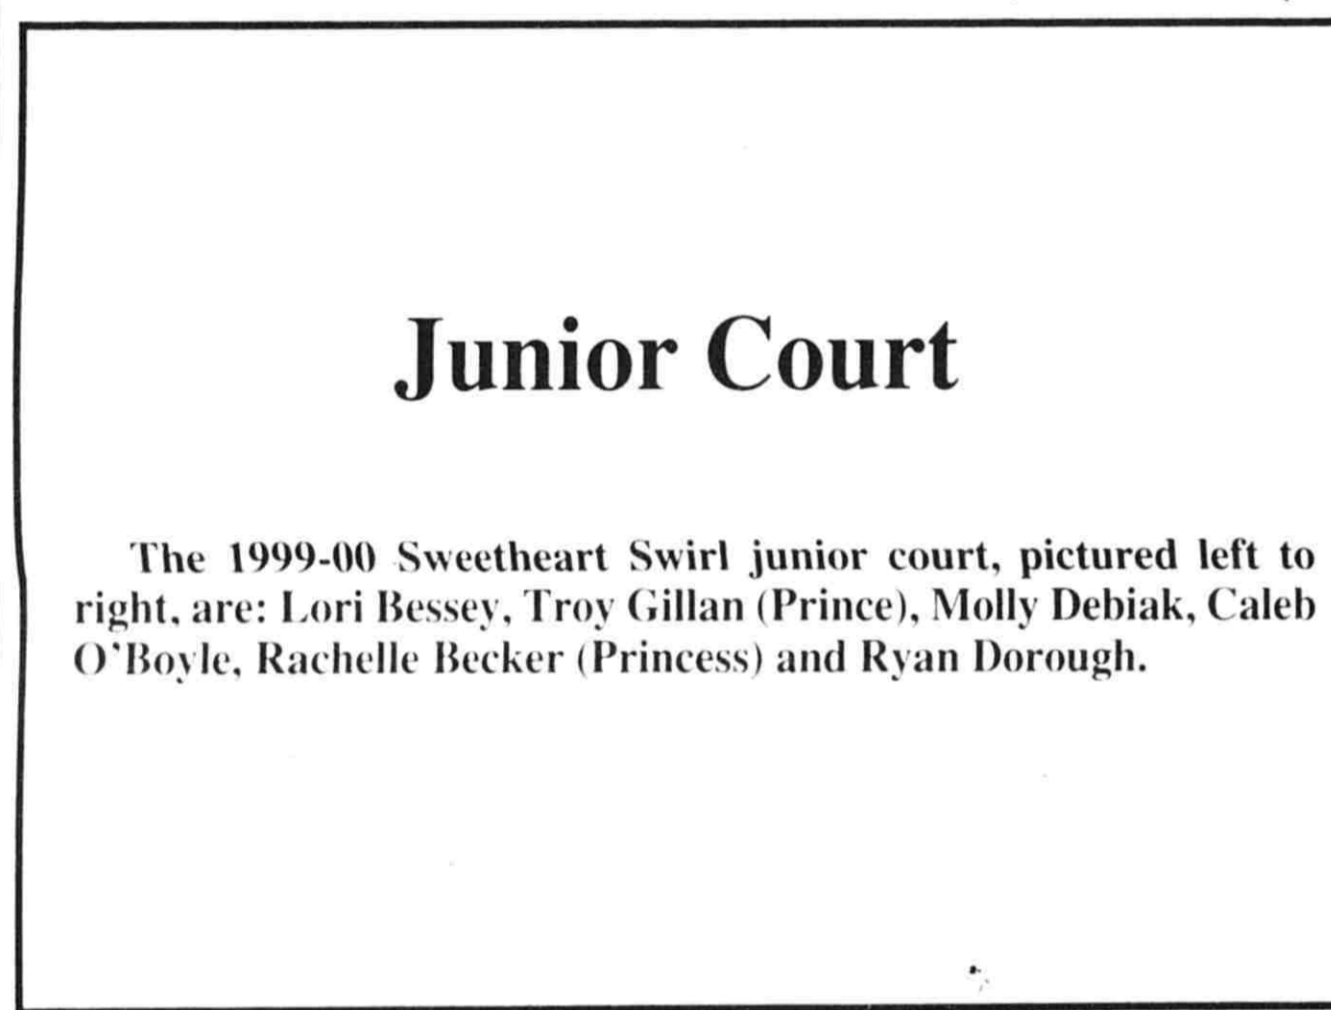 Junior Court
The 1999-00 Sweetheart Swirl junior court, pictured left to
right, are: Lori Bessey, Troy Gillan (Prince), Molly Debiak, Caleb
O'Boyle, Rachelle Becker (Princess) and Ryan Dorough.